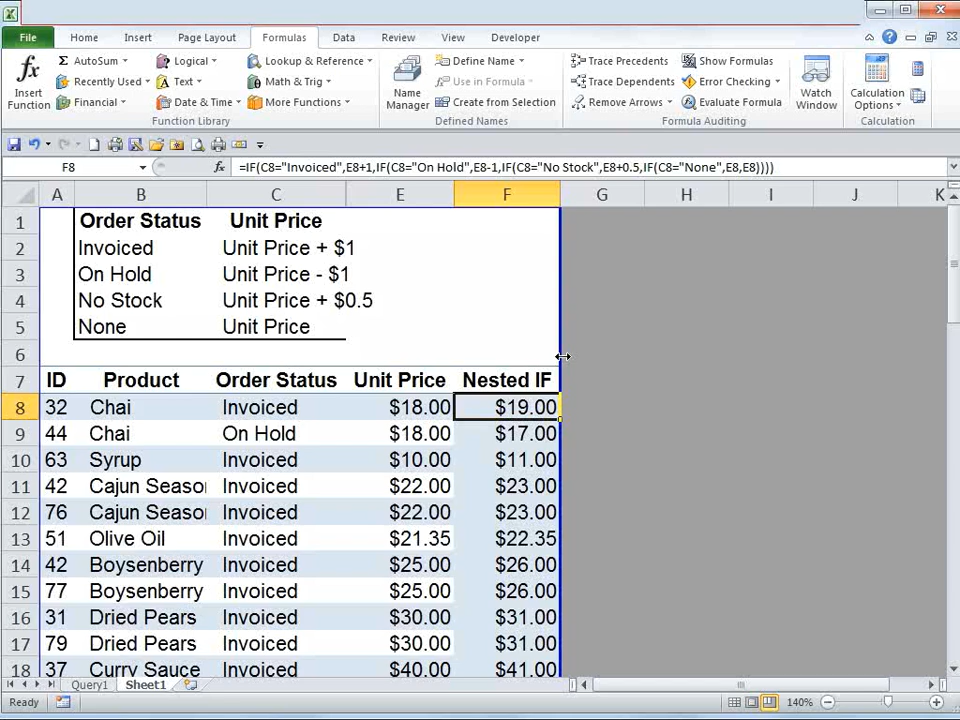 File Home Insert Page Layout Formulas Data Review View Developer
fx Insert Function
Σ AutoSum Logical Lookup & Reference
Recently Used Text Math & Trig
Financial Date & Time More Functions
Function Library
Name Manager
Define Name
Use in Formula
Create from Selection
Defined Names
Trace Precedents Show Formulas
Trace Dependents Error Checking
Remove Arrows Evaluate Formula
Formula Auditing
Watch Window
Calculation Options
Calculation
F8 fx =IF(C8="Invoiced",E8+1,IF(C8="On Hold",E8-1,IF(C8="No Stock",E8+0.5,IF(C8="None",E8,E8))))
A B C E F G H I J K
1 Order Status Unit Price
2 Invoiced Unit Price + $1
3 On Hold Unit Price - $1
4 No Stock Unit Price + $0.5
5 None Unit Price
6
7 ID Product Order Status Unit Price Nested IF
8 32 Chai Invoiced $18.00 $19.00
9 44 Chai On Hold $18.00 $17.00
10 63 Syrup Invoiced $10.00 $11.00
11 42 Cajun Seasor Invoiced $22.00 $23.00
12 76 Cajun Seasor Invoiced $22.00 $23.00
13 51 Olive Oil Invoiced $21.35 $22.35
14 42 Boysenberry Invoiced $25.00 $26.00
15 77 Boysenberry Invoiced $25.00 $26.00
16 31 Dried Pears Invoiced $30.00 $31.00
17 79 Dried Pears Invoiced $30.00 $31.00
18 37 Curry Sauce Invoiced $40.00 $41.00
Query1 Sheet1
Ready 140%